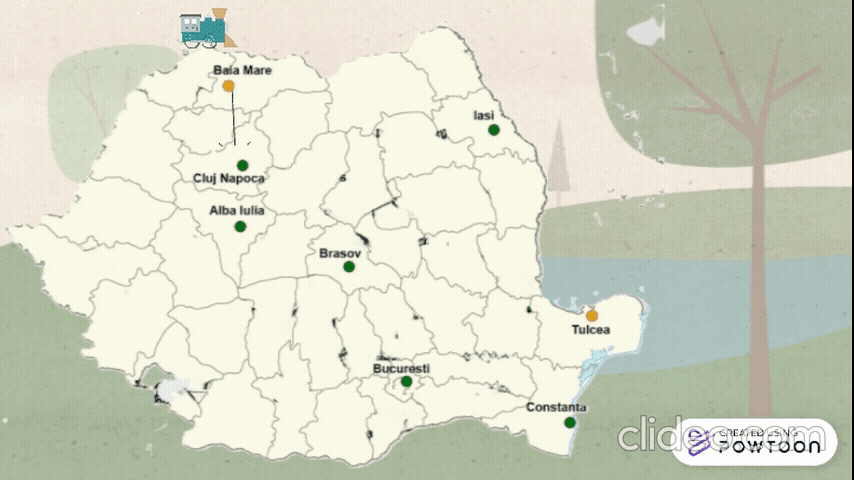 Baia Mare
Iasi
Cluj Napoca
Alba Iulia
Brasov
Tulcea
Bucuresti
Constanta
clideo.com
CREATED USING
POWTOON